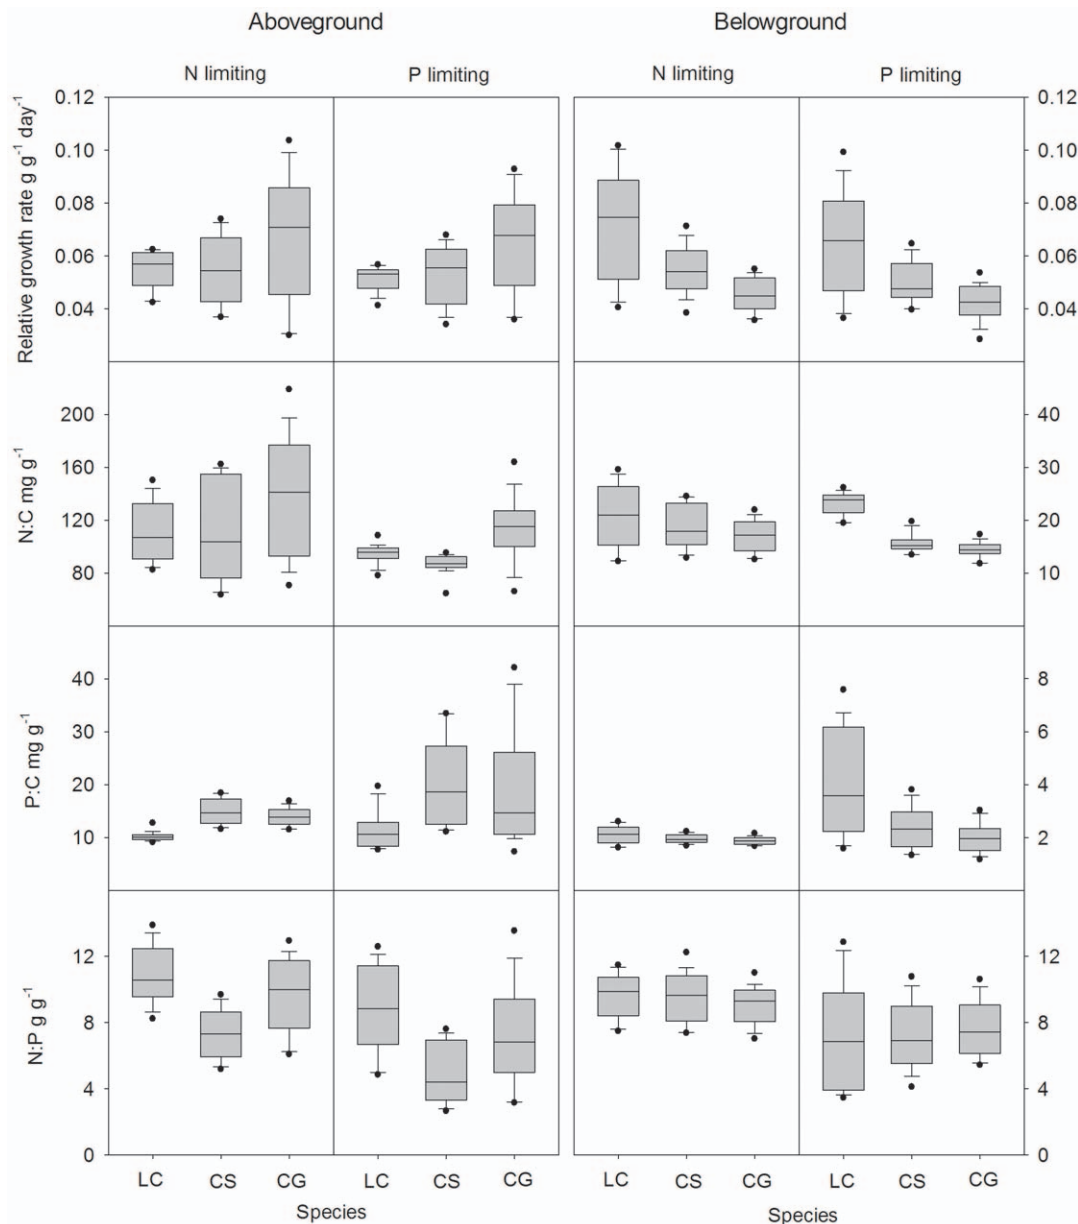 Aboveground Belowground
N limiting P limiting N limiting P limiting
Relative growth rate g g⁻¹ day⁻¹
0.12 0.12
0.10 0.10
0.08 0.08
0.06 0.06
0.04 0.04
N:C mg g⁻¹
200 40
160 30
120 20
80 10
P:C mg g⁻¹
40 8
30 6
20 4
10 2
N:P g g⁻¹
12 12
8 8
4 4
0 0
LC CS CG LC CS CG LC CS CG LC CS CG
Species Species